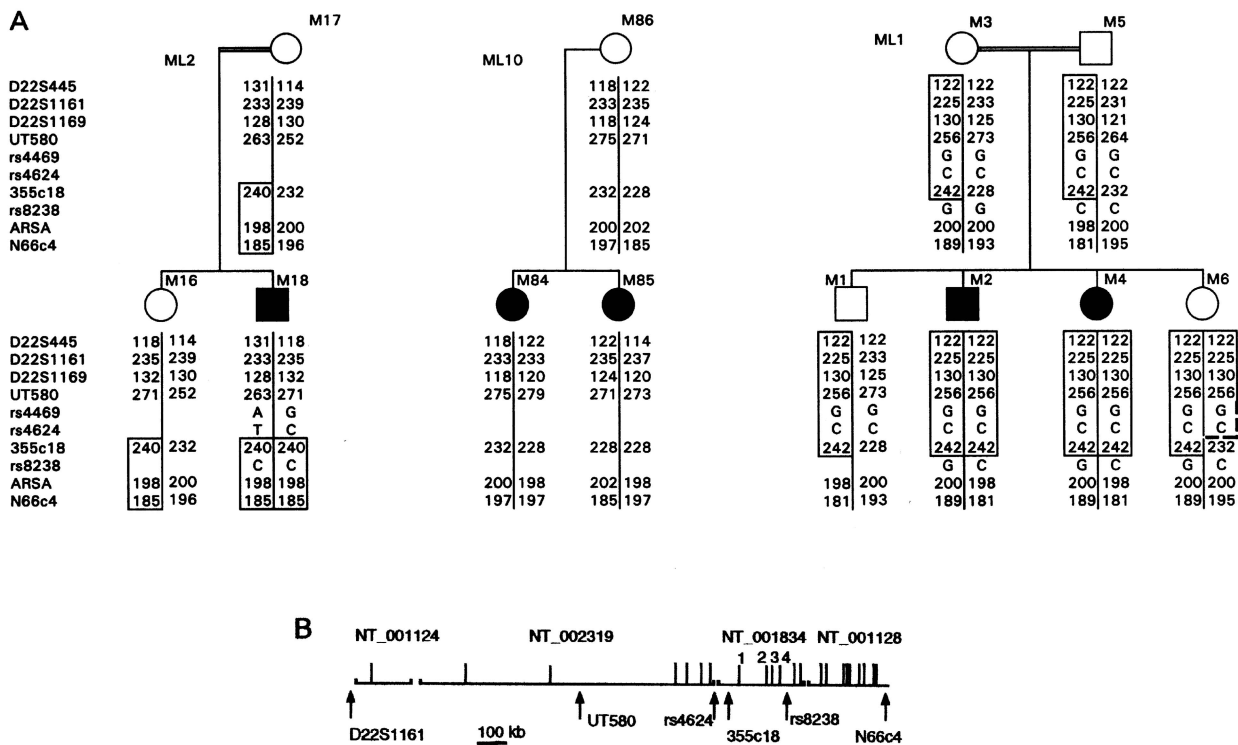 A
M17 M86 M3 M5
ML2 ML10 ML1
D22S445 131 114 118 122 122 122 122 122
D22S1161 233 239 233 235 225 233 225 231
D22S1169 128 130 118 124 130 125 130 121
UT580 263 252 275 271 256 273 256 264
rs4469 G G G G
rs4624 C C C C
355c18 240 232 232 228 242 228 242 232
rs8238 G G C C
ARSA 198 200 200 202 200 200 198 200
N66c4 185 196 197 185 189 193 181 195
M16 M18 M84 M85 M1 M2 M4 M6
D22S445 118 114 131 118 118 122 122 114 122 122 122 122 122 122 122 122
D22S1161 235 239 233 235 233 233 235 237 225 233 225 225 225 225 225 225
D22S1169 132 130 128 132 118 120 124 120 130 125 130 130 130 130 130 130
UT580 271 252 263 271 275 279 271 273 256 273 256 256 256 256 256 256
rs4469 A G G G G G G G G G
rs4624 T C C C C C C C C C
355c18 240 232 240 240 232 228 228 228 242 228 242 242 242 242 242 232
rs8238 C C G C G C G C
ARSA 198 200 198 198 200 198 202 198 198 200 200 198 200 198 200 200
N66c4 185 196 185 185 197 197 185 197 181 193 189 181 189 181 189 195
B
NT_001124 NT_002319 NT_001834 NT_001128
1 2 3 4
D22S1161 100 kb UT580 rs4624 355c18 rs8238 N66c4